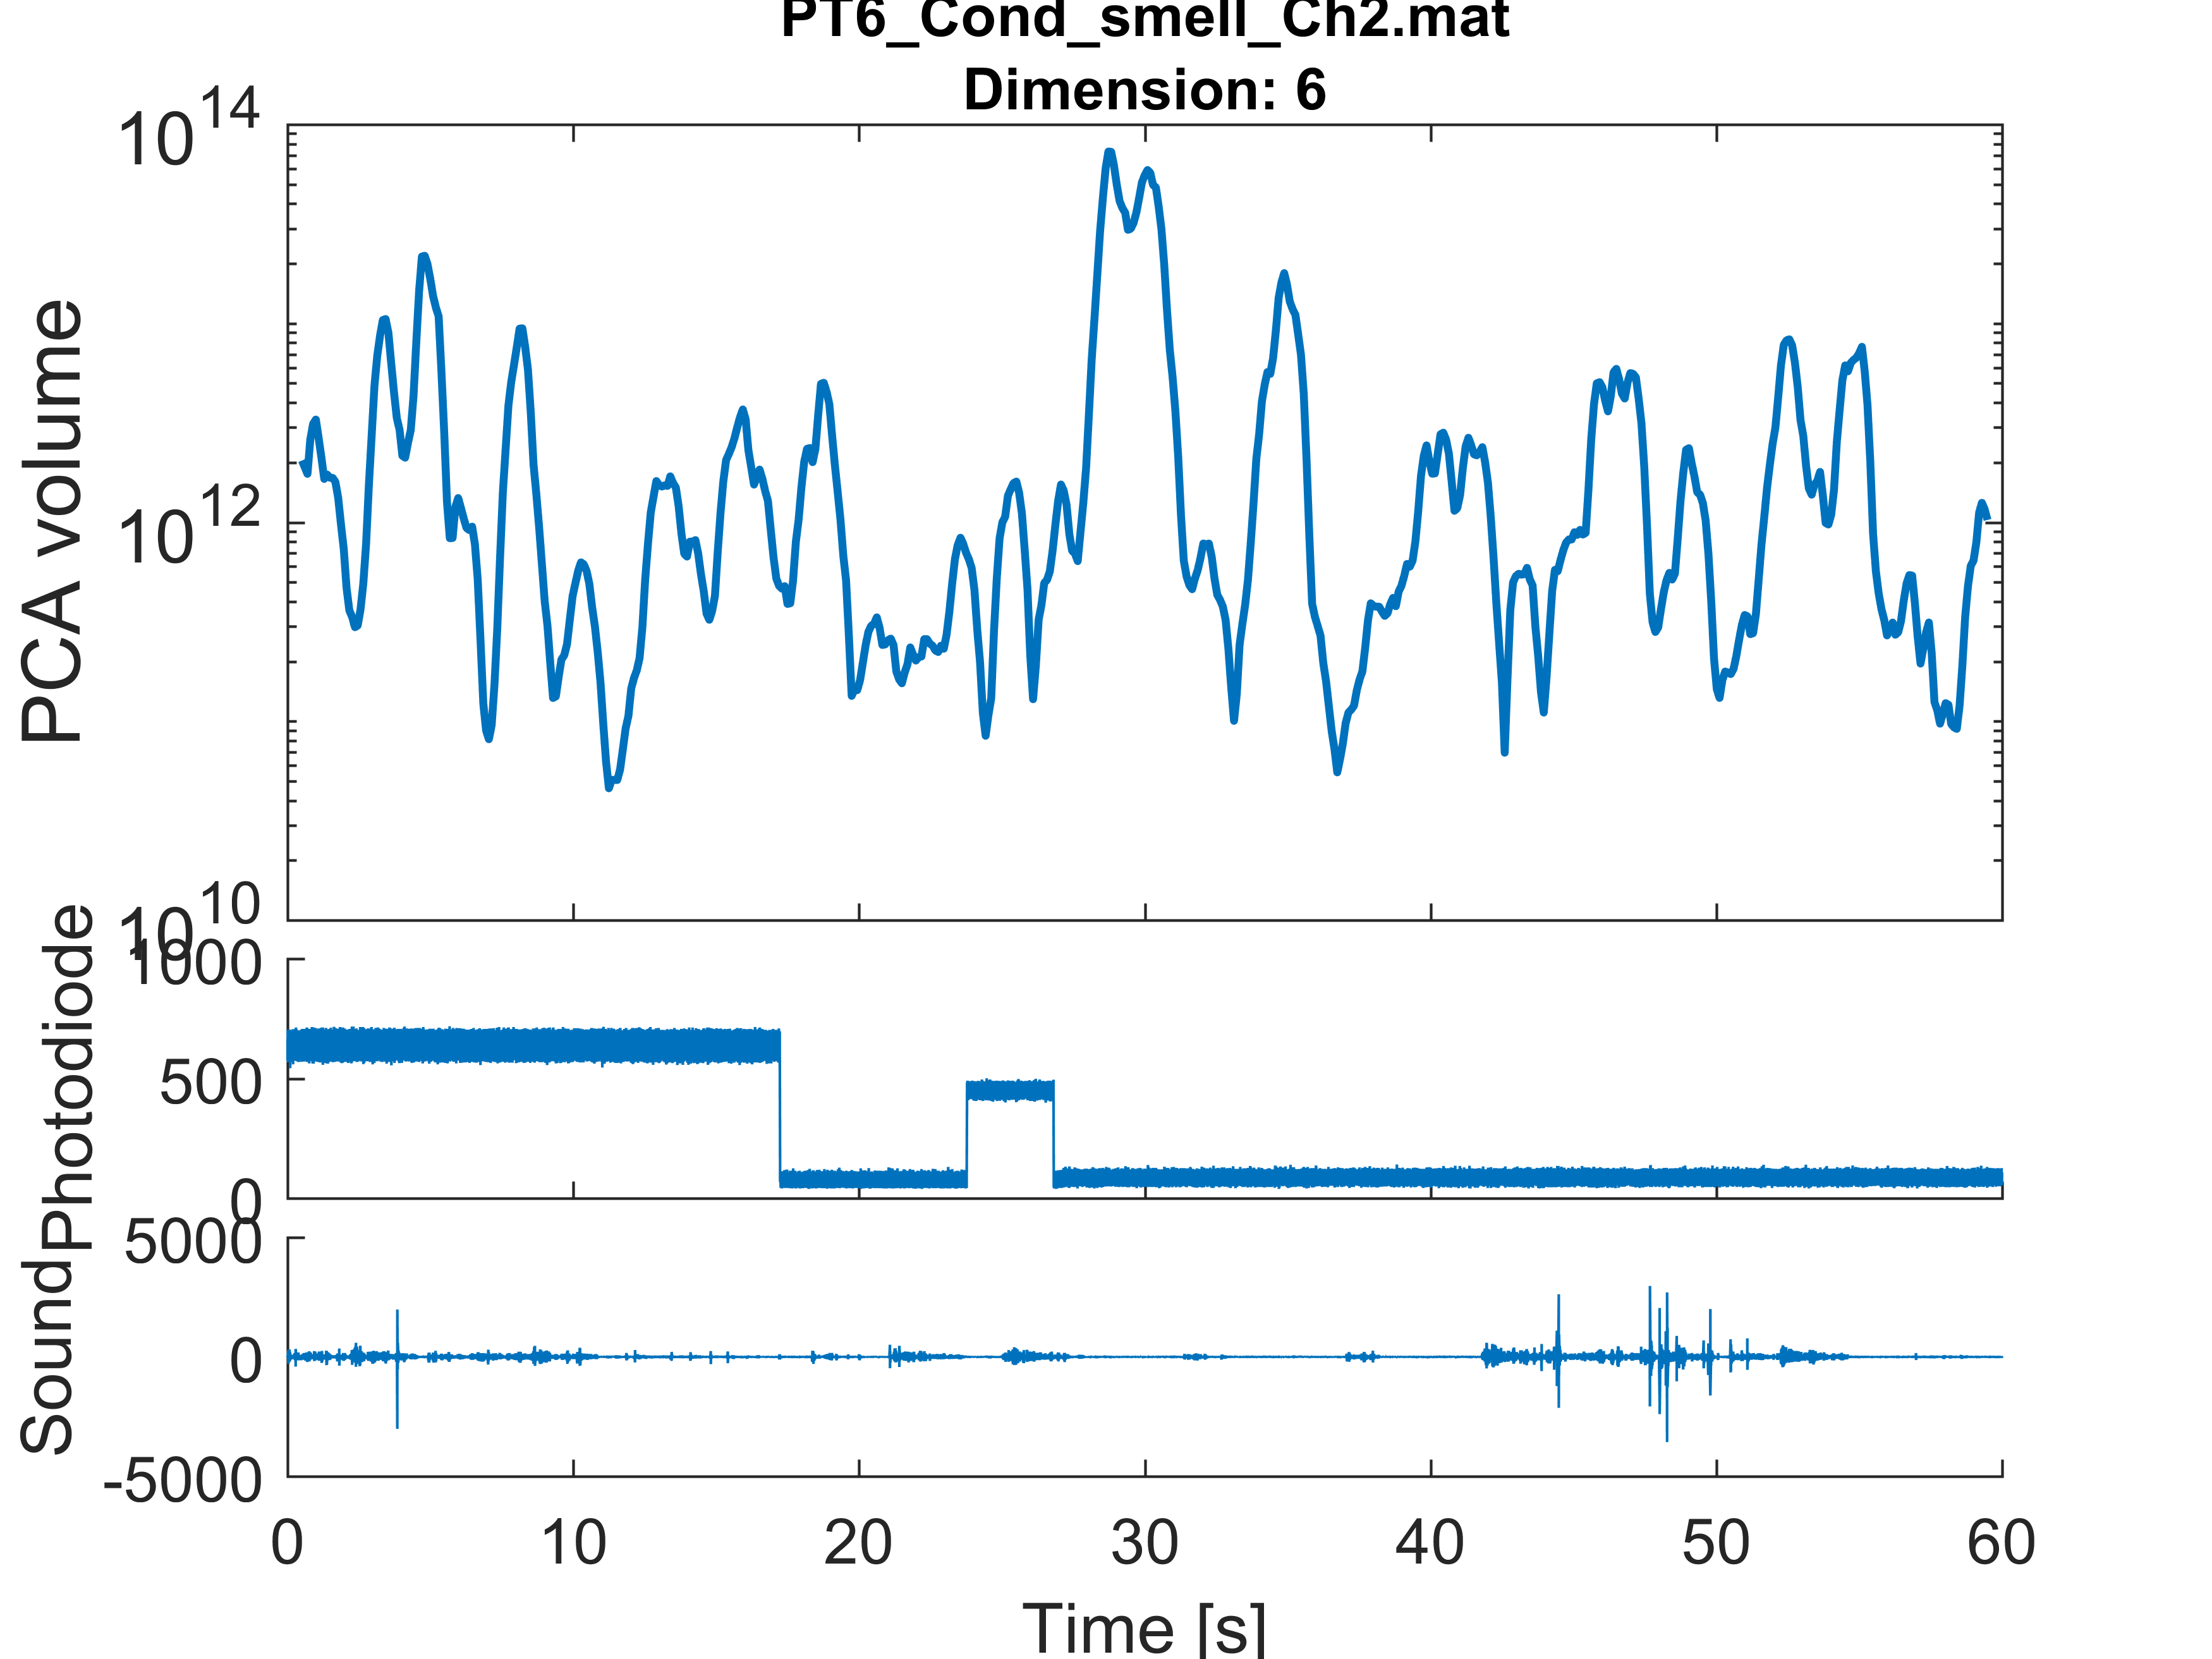 PT6_Cond_smell_Ch2.mat
Dimension: 6
PCA volume
10^14
10^12
10^10
Photodiode
1000
500
0
Sound
5000
0
-5000
0 10 20 30 40 50 60
Time [s]